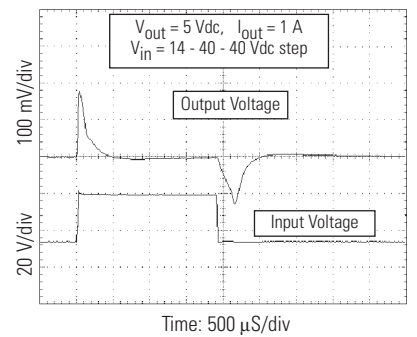 V_out = 5 Vdc, I_out = 1 A
V_in = 14 - 40 - 40 Vdc step
100 mV/div
Output Voltage
Input Voltage
20 V/div
Time: 500 μS/div